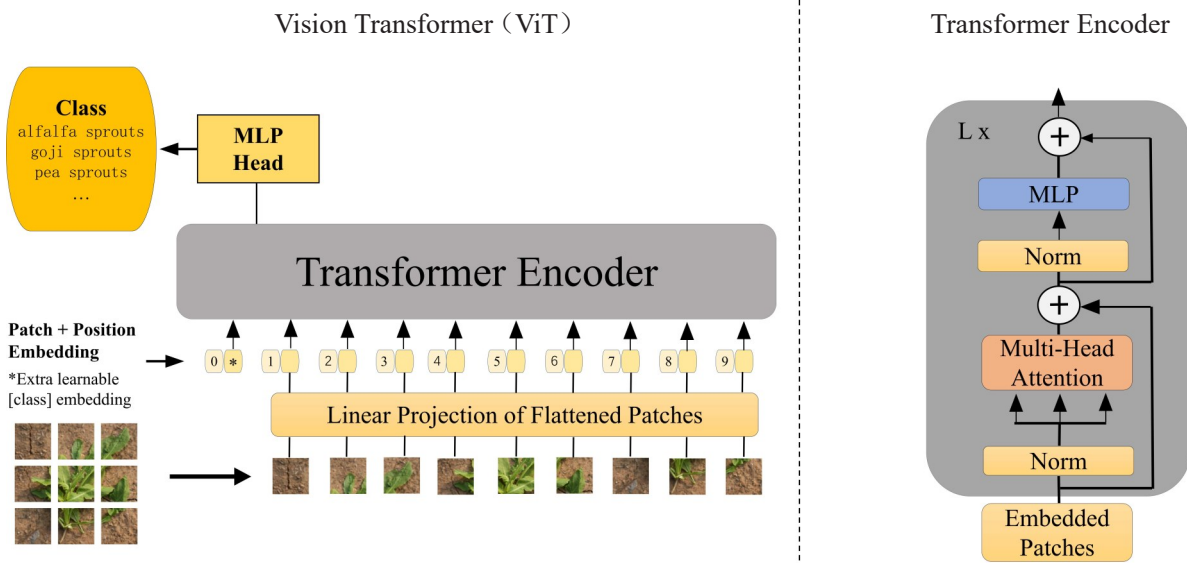 Vision Transformer（ViT）
Class
alfalfa sprouts
goji sprouts
pea sprouts
...
MLP
Head
Transformer Encoder
Patch + Position
Embedding
*Extra learnable
[class] embedding
0 * 1 2 3 4 5 6 7 8 9
Linear Projection of Flattened Patches
Transformer Encoder
L x
+
MLP
Norm
+
Multi-Head
Attention
Norm
Embedded
Patches